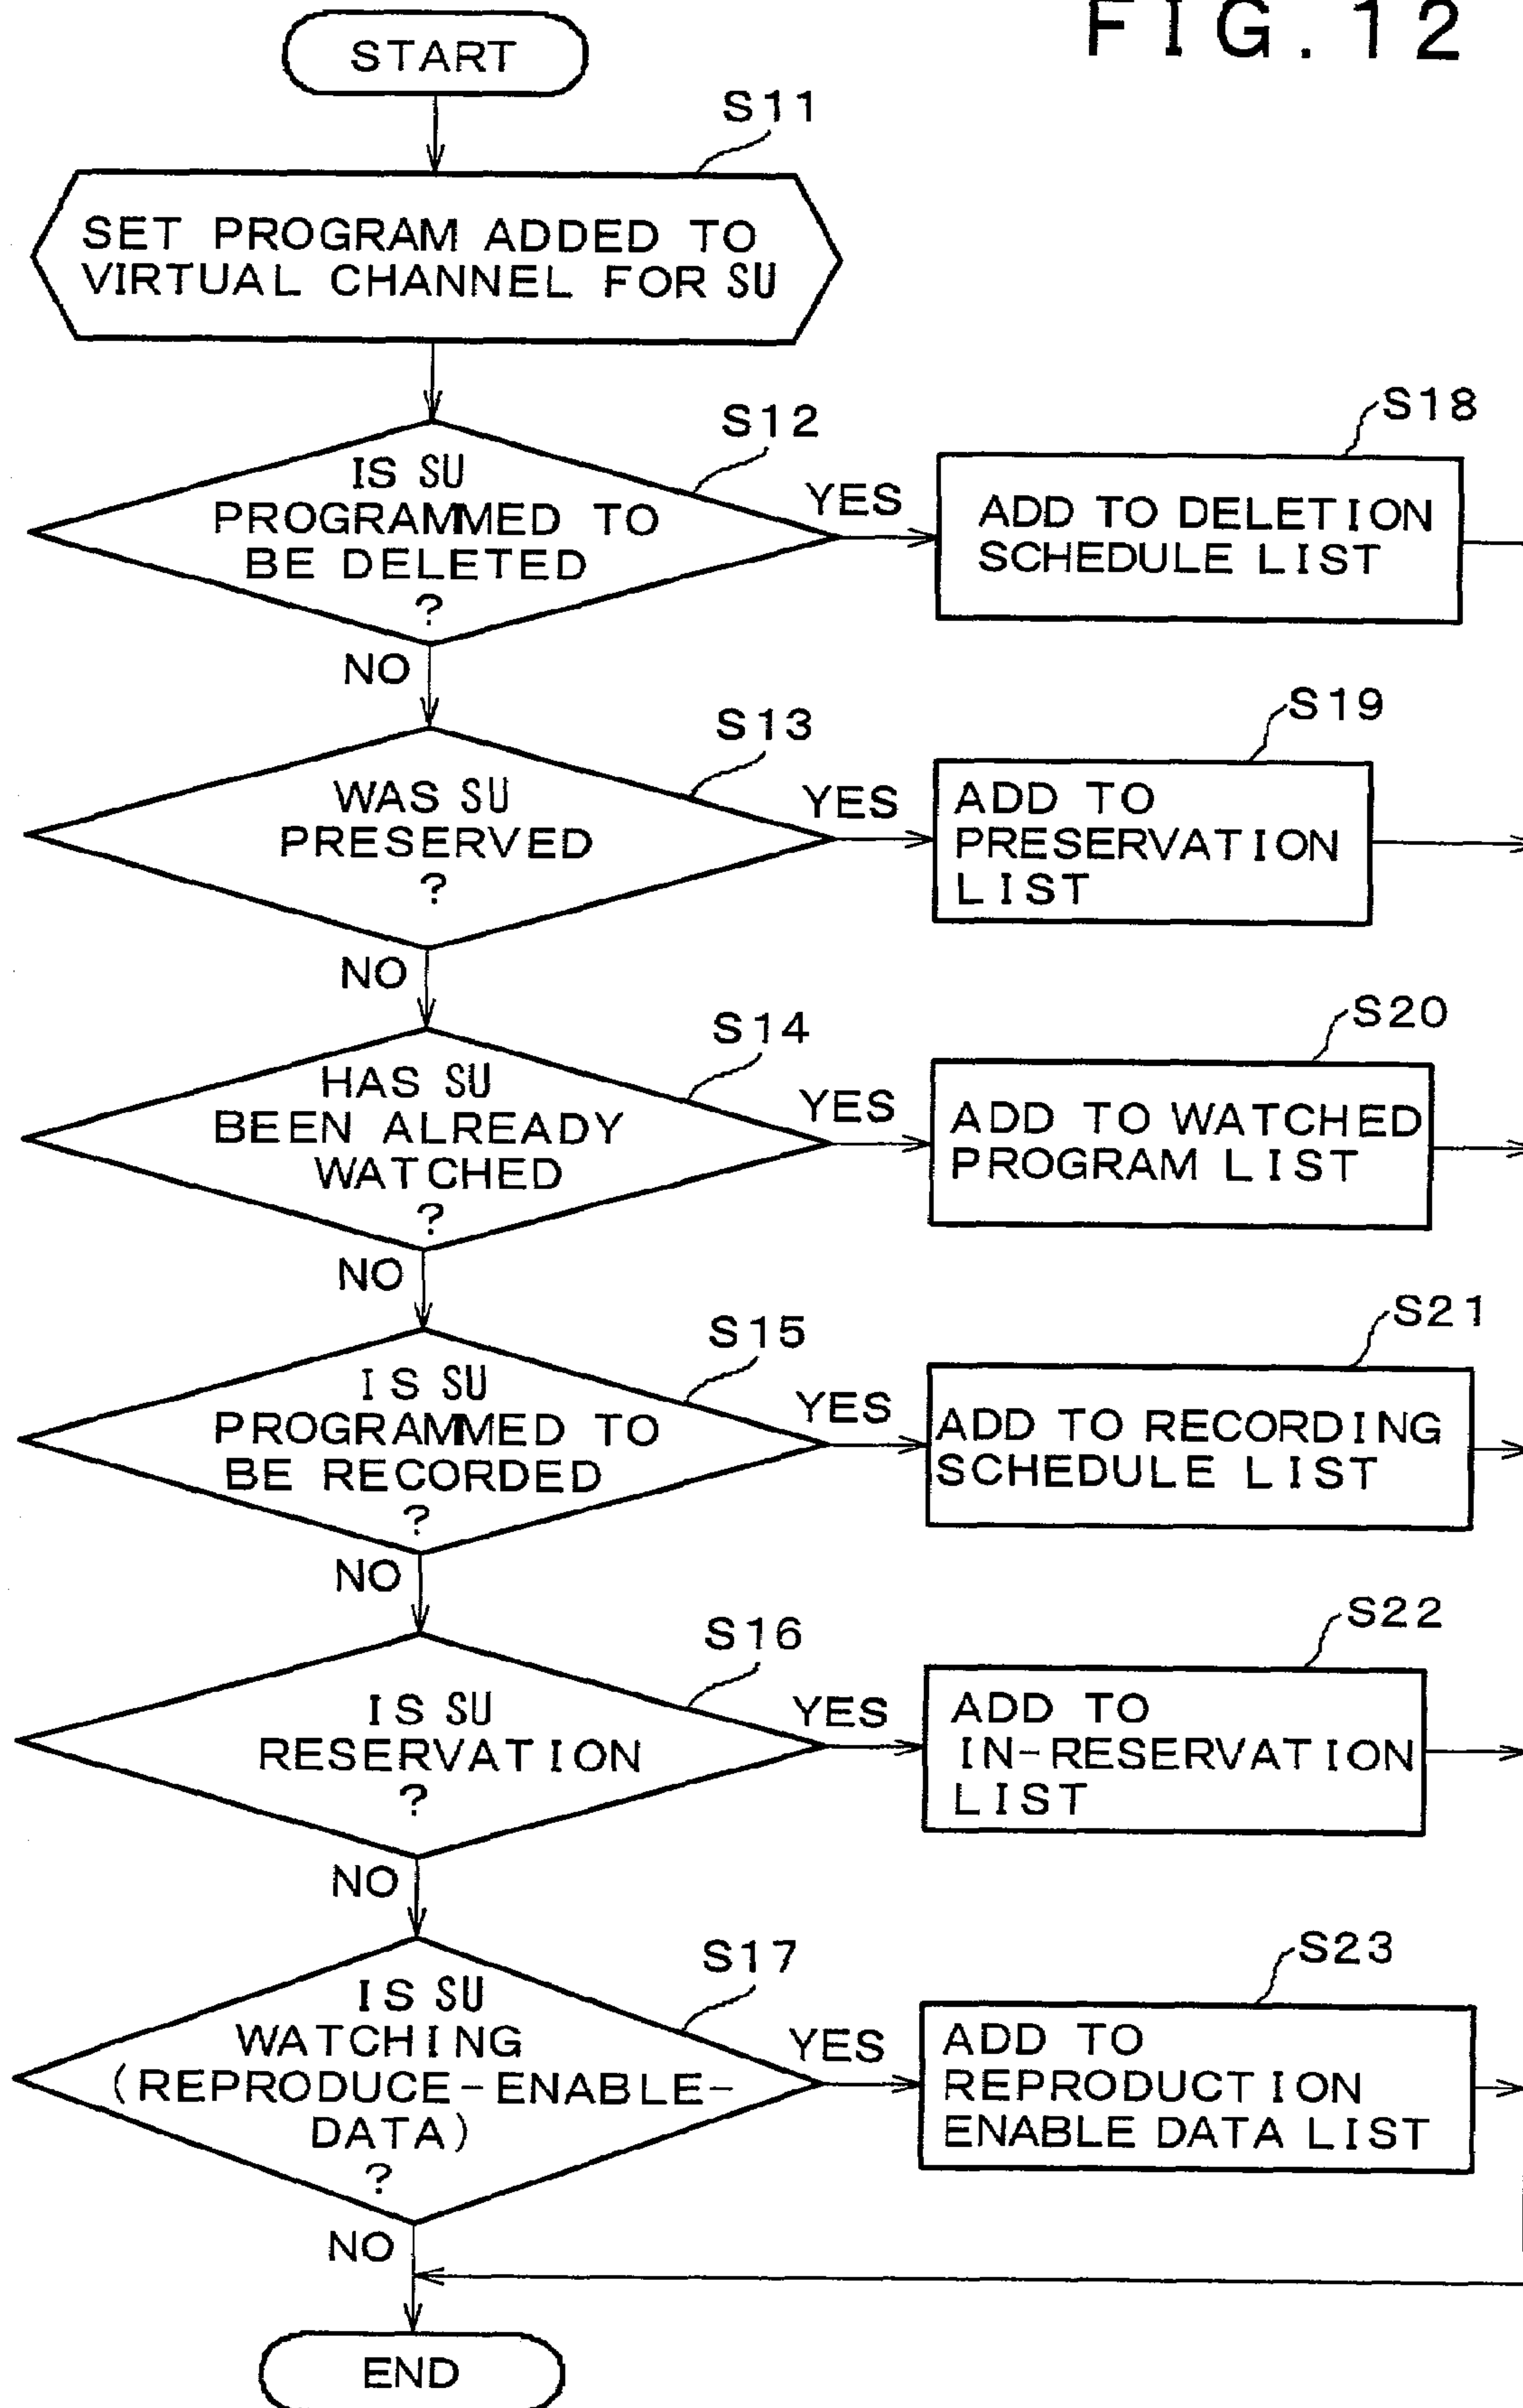 FIG.12
START
S11
SET PROGRAM ADDED TO
VIRTUAL CHANNEL FOR SU
S12
IS SU
PROGRAMMED TO
BE DELETED
?
YES
S18
ADD TO DELETION
SCHEDULE LIST
NO
S13
WAS SU
PRESERVED
?
YES
S19
ADD TO
PRESERVATION
LIST
NO
S14
HAS SU
BEEN ALREADY
WATCHED
?
YES
S20
ADD TO WATCHED
PROGRAM LIST
NO
S15
IS SU
PROGRAMMED TO
BE RECORDED
?
YES
S21
ADD TO RECORDING
SCHEDULE LIST
NO
S16
IS SU
RESERVATION
?
YES
S22
ADD TO
IN-RESERVATION
LIST
NO
S17
IS SU
WATCHING
(REPRODUCE-ENABLE-
DATA)
?
YES
S23
ADD TO
REPRODUCTION
ENABLE DATA LIST
NO
END